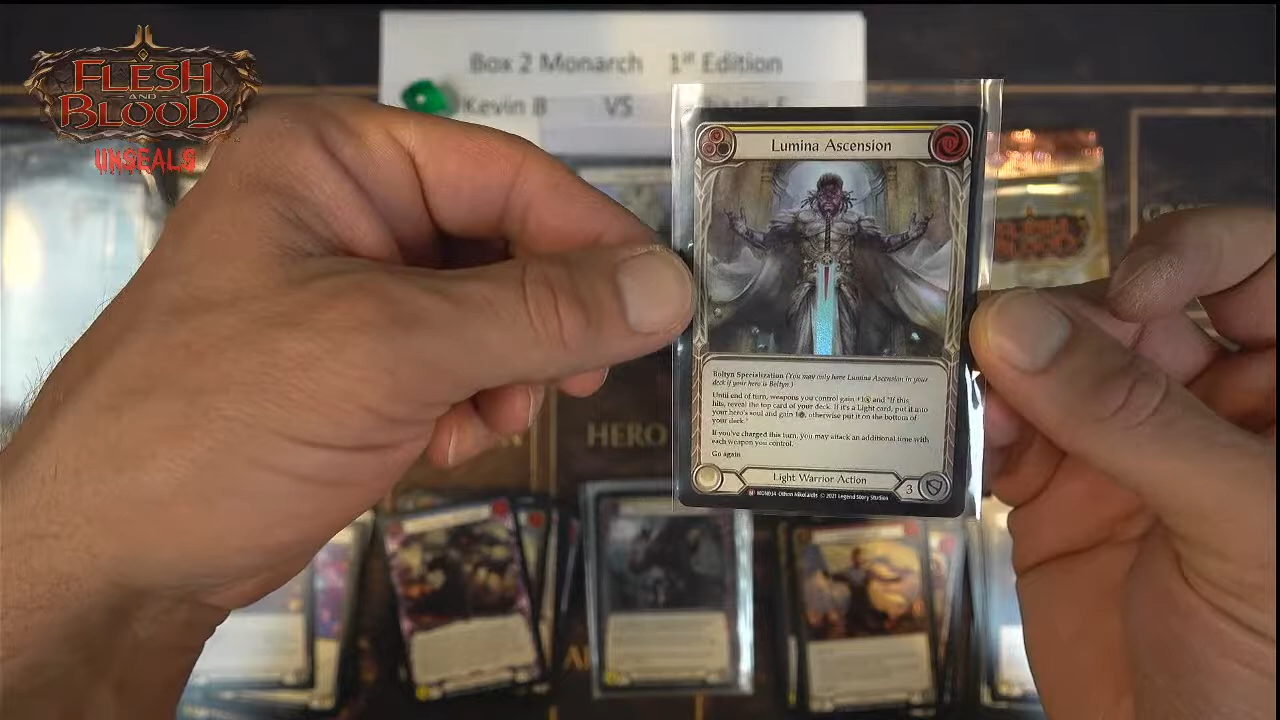 FLESH
AND
BLOOD
UNSEALS
Box 2 Monarch 1st Edition
Kevin B VS
Lumina Ascension
Boltyn Specialization (You may only have Lumina Ascension in your
deck if your hero is Boltyn.)
Until end of turn, weapons you control gain +1 and "If this
hits, reveal the top card of your deck. If it's a Light card, put it into
your hero's soul and gain 1, otherwise put it on the bottom of
your deck."
If you've charged this turn, you may attack an additional time with
each weapon you control.
Go again
Light Warrior Action
3
M MON034 Othon Nikolaidis © 2021 Legend Story Studios
HERO